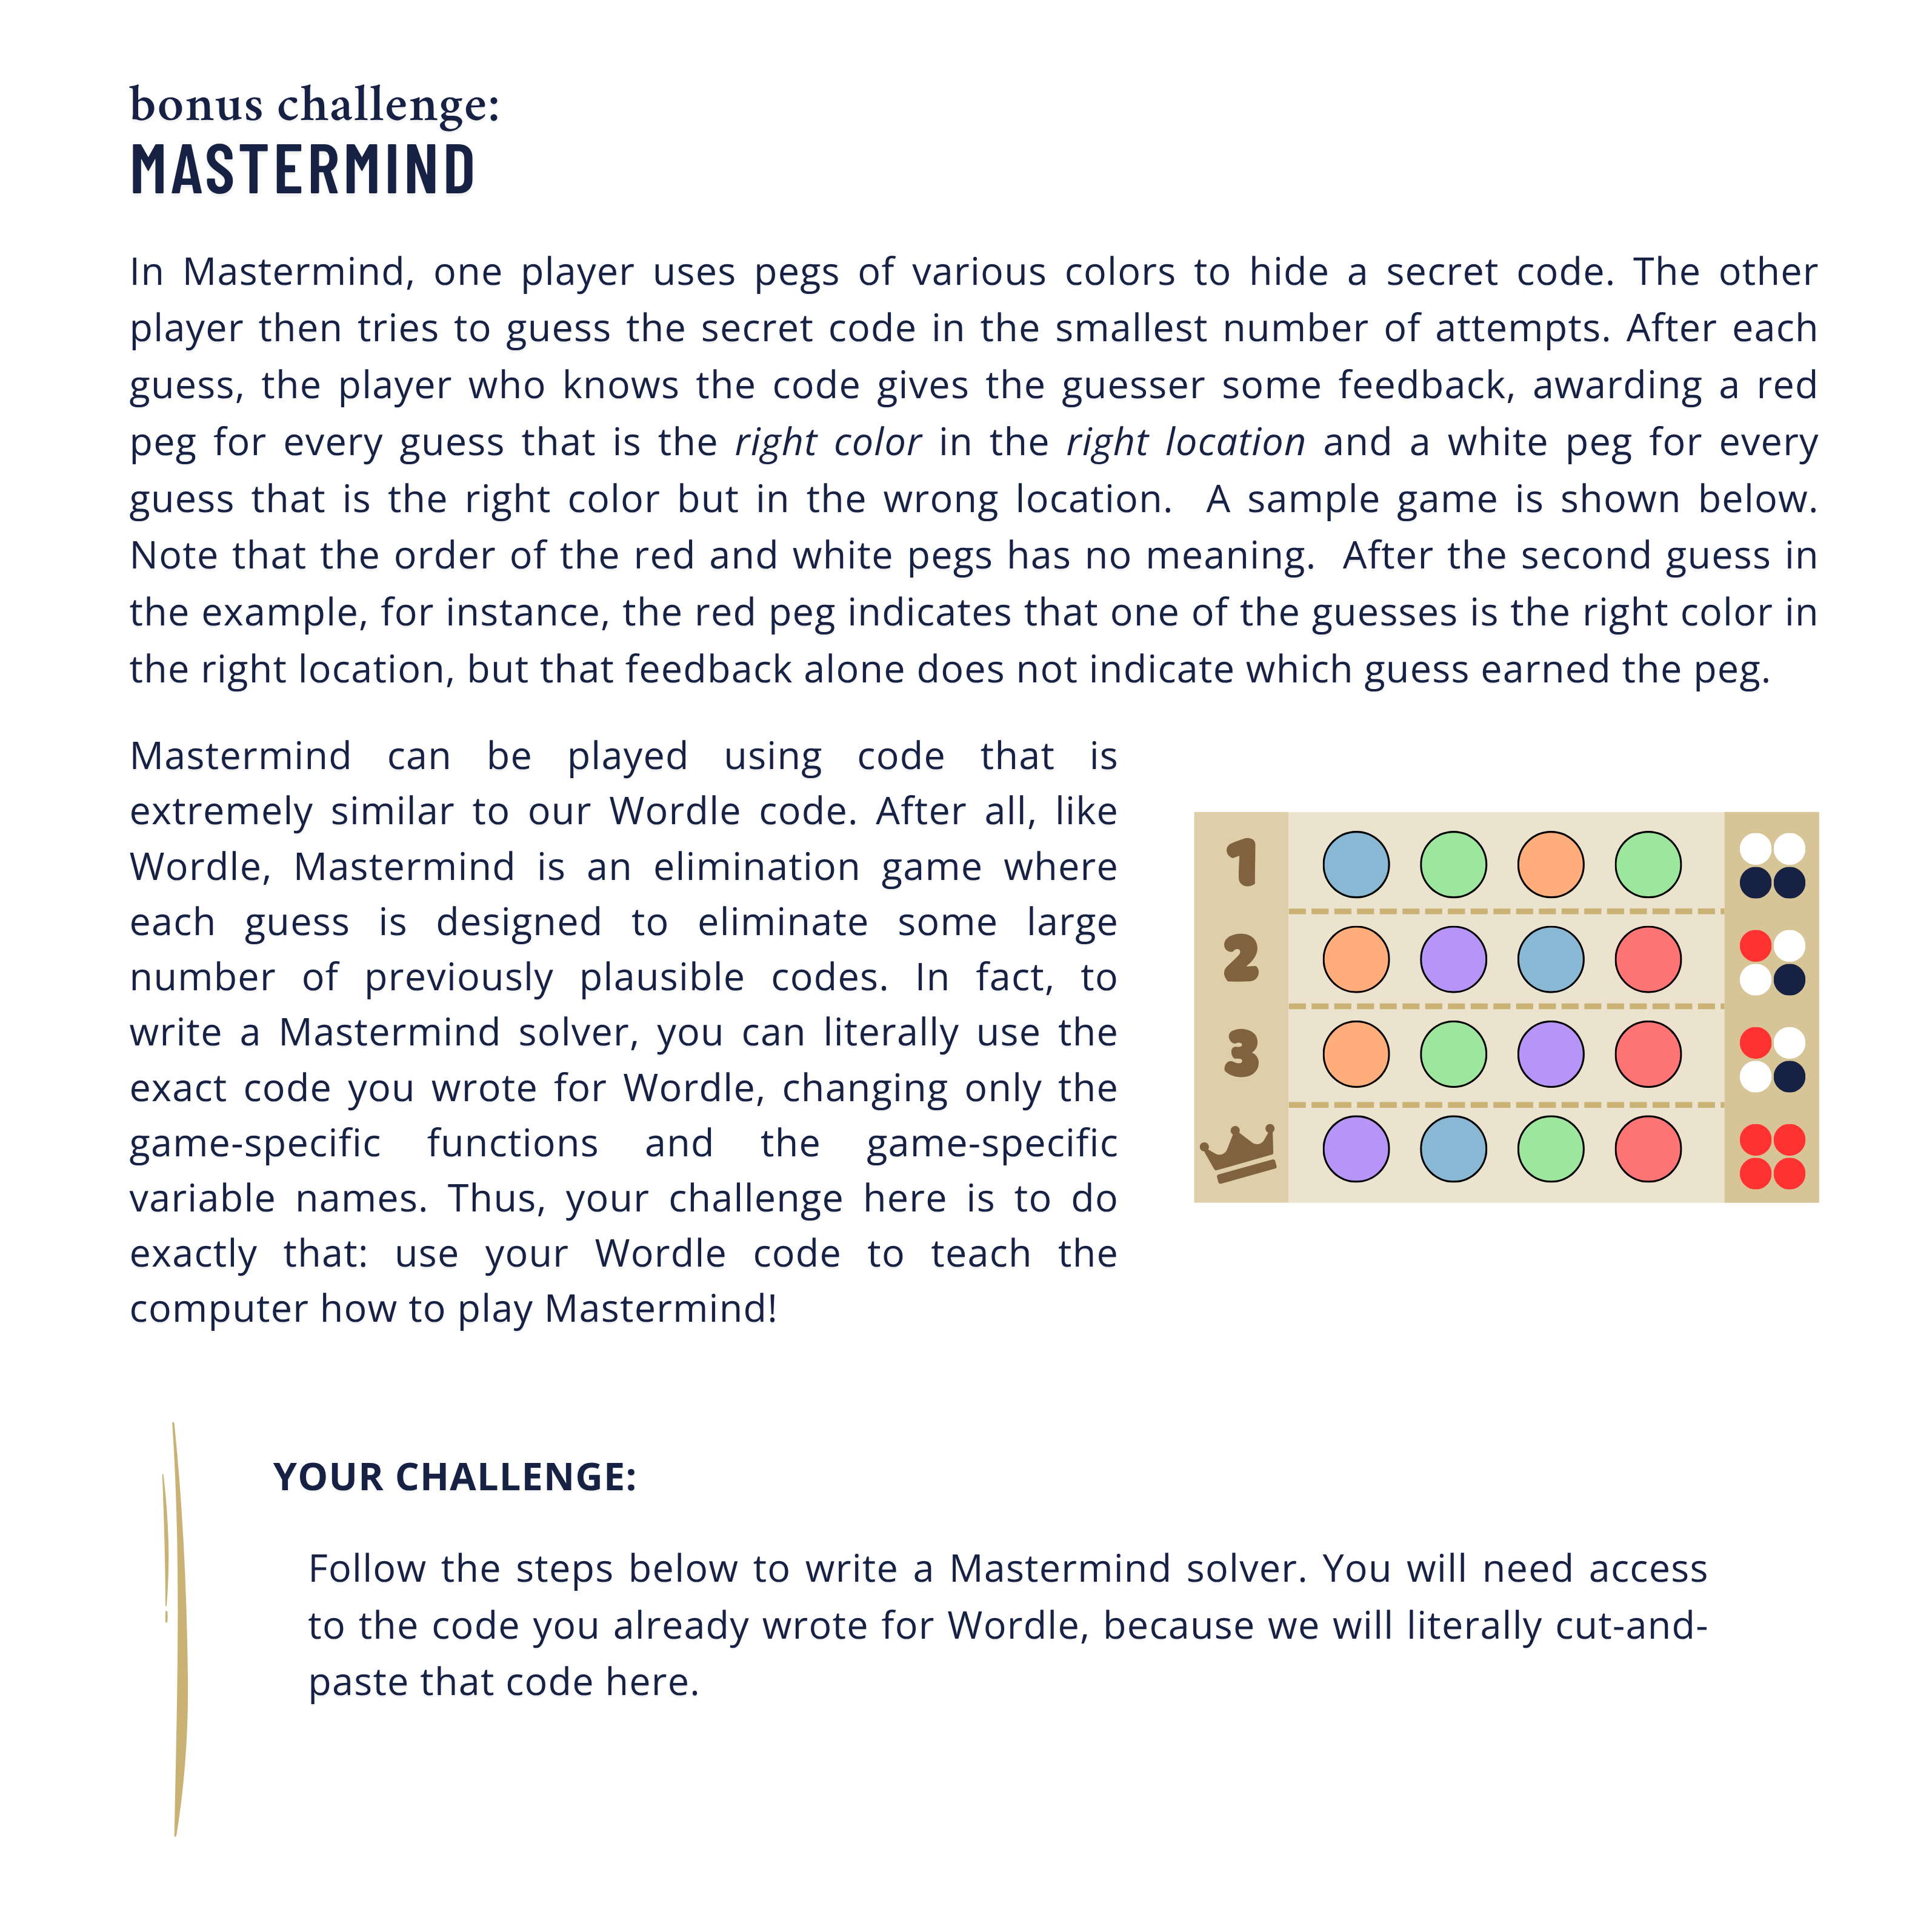 bonus challenge:
MASTERMIND
In Mastermind, one player uses pegs of various colors to hide a secret code. The other
player then tries to guess the secret code in the smallest number of attempts. After each
guess, the player who knows the code gives the guesser some feedback, awarding a red
peg for every guess that is the right color in the right location and a white peg for every
guess that is the right color but in the wrong location. A sample game is shown below.
Note that the order of the red and white pegs has no meaning. After the second guess in
the example, for instance, the red peg indicates that one of the guesses is the right color in
the right location, but that feedback alone does not indicate which guess earned the peg.
Mastermind can be played using code that is
extremely similar to our Wordle code. After all, like
Wordle, Mastermind is an elimination game where
each guess is designed to eliminate some large
number of previously plausible codes. In fact, to
write a Mastermind solver, you can literally use the
exact code you wrote for Wordle, changing only the
game-specific functions and the game-specific
variable names. Thus, your challenge here is to do
exactly that: use your Wordle code to teach the
computer how to play Mastermind!
1
2
3
YOUR CHALLENGE:
Follow the steps below to write a Mastermind solver. You will need access
to the code you already wrote for Wordle, because we will literally cut-and-
paste that code here.